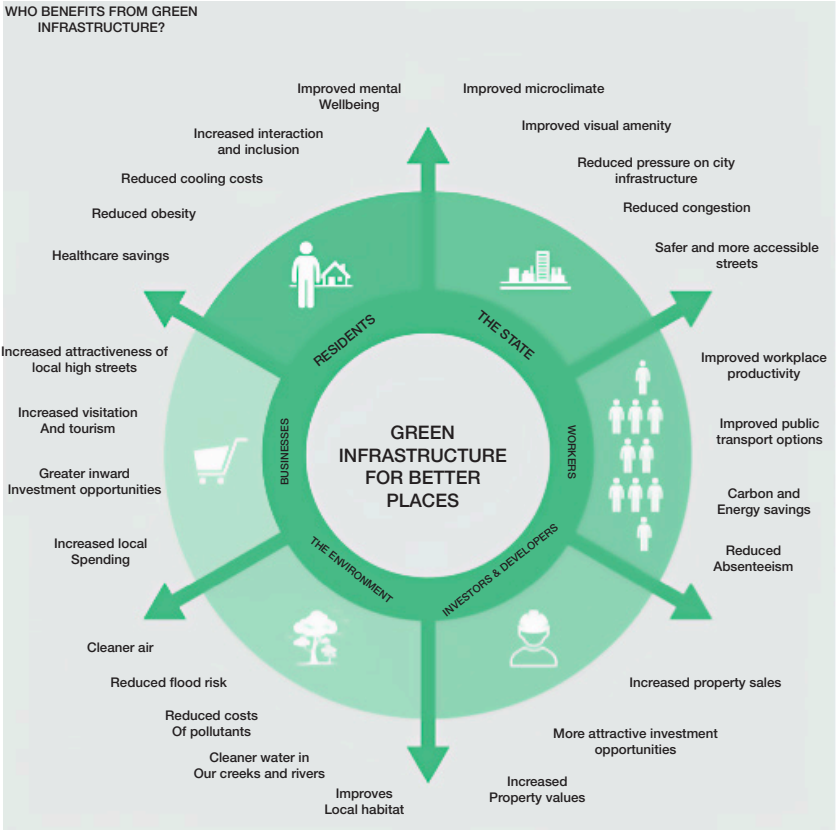 WHO BENEFITS FROM GREEN
INFRASTRUCTURE?
Improved mental
Wellbeing
Increased interaction
and inclusion
Reduced cooling costs
Reduced obesity
Healthcare savings
Improved microclimate
Improved visual amenity
Reduced pressure on city
infrastructure
Reduced congestion
Safer and more accessible
streets
RESIDENTS
THE STATE
Increased attractiveness of
local high streets
Increased visitation
And tourism
Greater inward
Investment opportunities
Increased local
Spending
BUSINESSES
GREEN
INFRASTRUCTURE
FOR BETTER
PLACES
WORKERS
Improved workplace
productivity
Improved public
transport options
Carbon and
Energy savings
Reduced
Absenteeism
THE ENVIRONMENT
INVESTORS & DEVELOPERS
Cleaner air
Reduced flood risk
Reduced costs
Of pollutants
Cleaner water in
Our creeks and rivers
Improves
Local habitat
Increased property sales
More attractive investment
opportunities
Increased
Property values